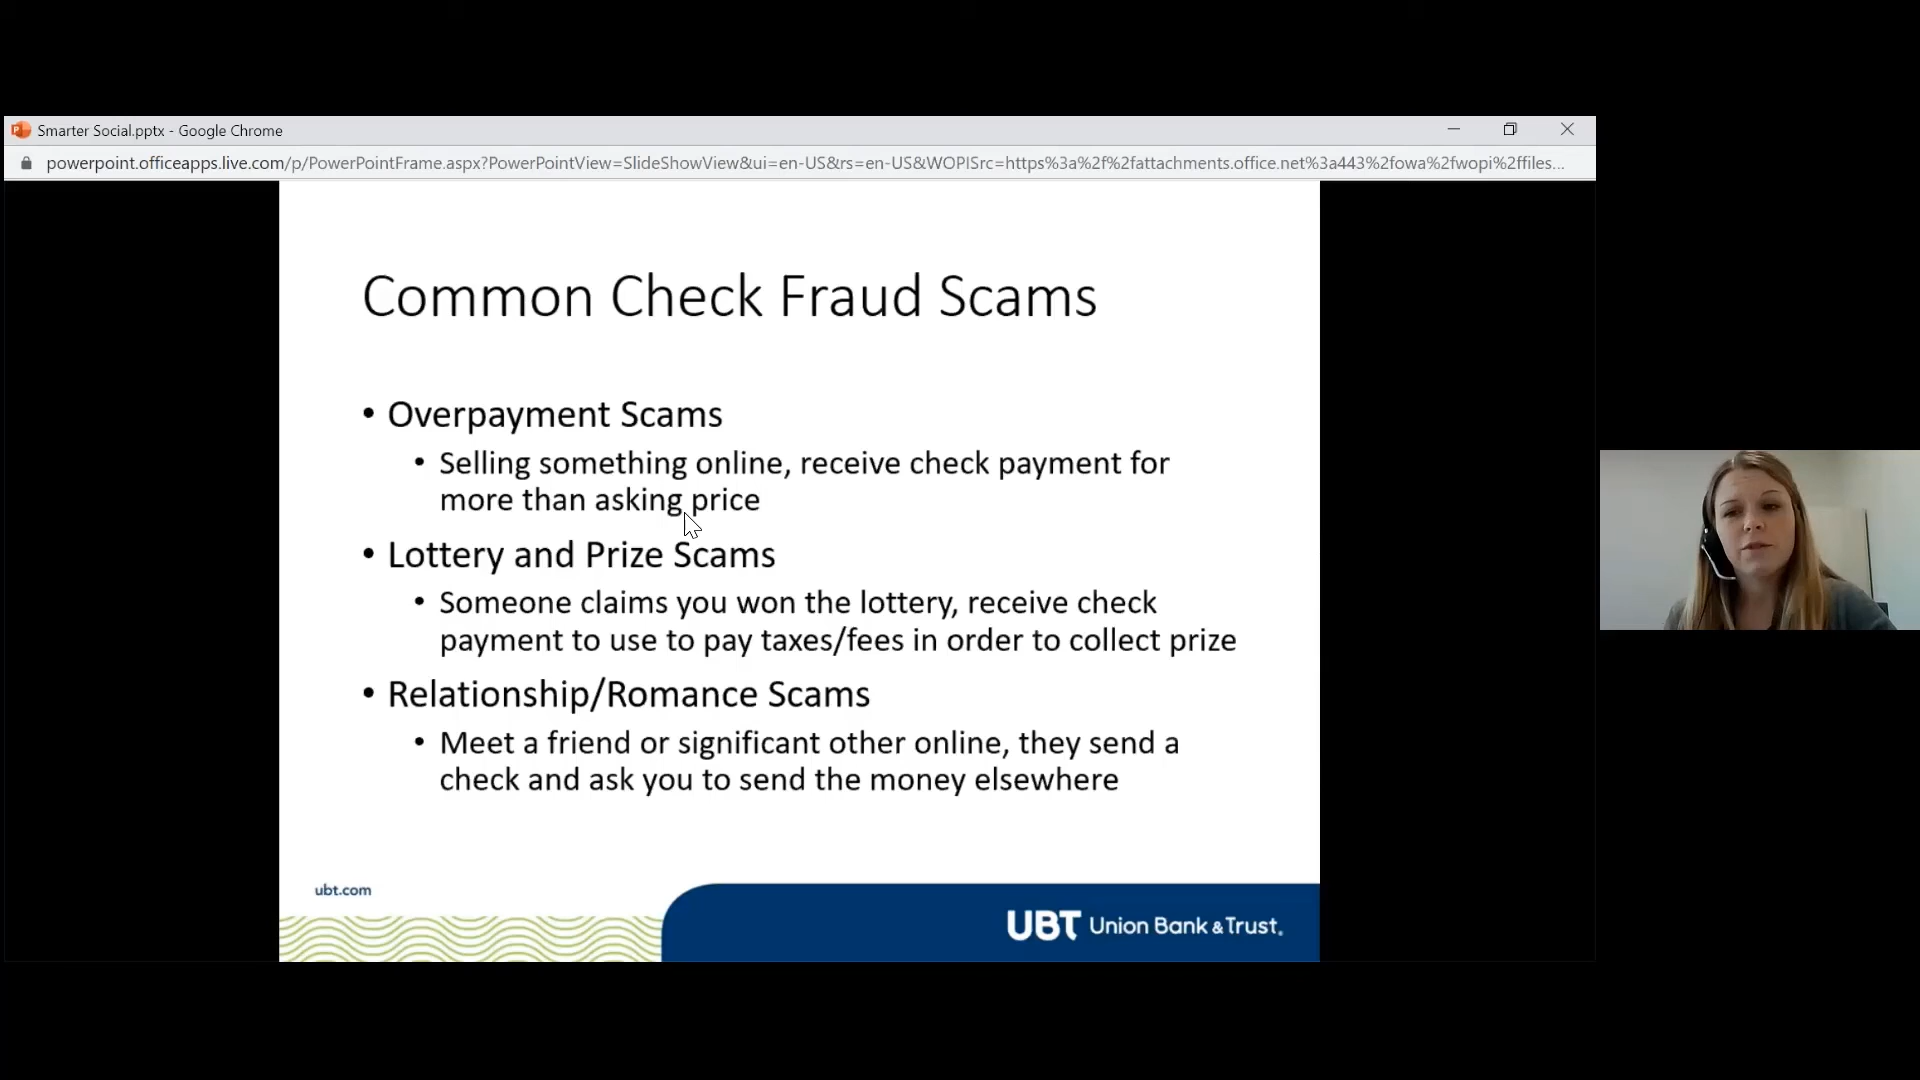 Smarter Social.pptx - Google Chrome
powerpoint.officeapps.live.com/p/PowerPointFrame.aspx?PowerPointView=SlideShowView&ui=en-US&rs=en-US&WOPISrc=https%3a%2f%2fattachments.office.net%3a443%2fowa%2fwopi%2ffiles...
Common Check Fraud Scams
• Overpayment Scams
• Selling something online, receive check payment for
more than asking price
• Lottery and Prize Scams
• Someone claims you won the lottery, receive check
payment to use to pay taxes/fees in order to collect prize
• Relationship/Romance Scams
• Meet a friend or significant other online, they send a
check and ask you to send the money elsewhere
ubt.com
UBT Union Bank & Trust.